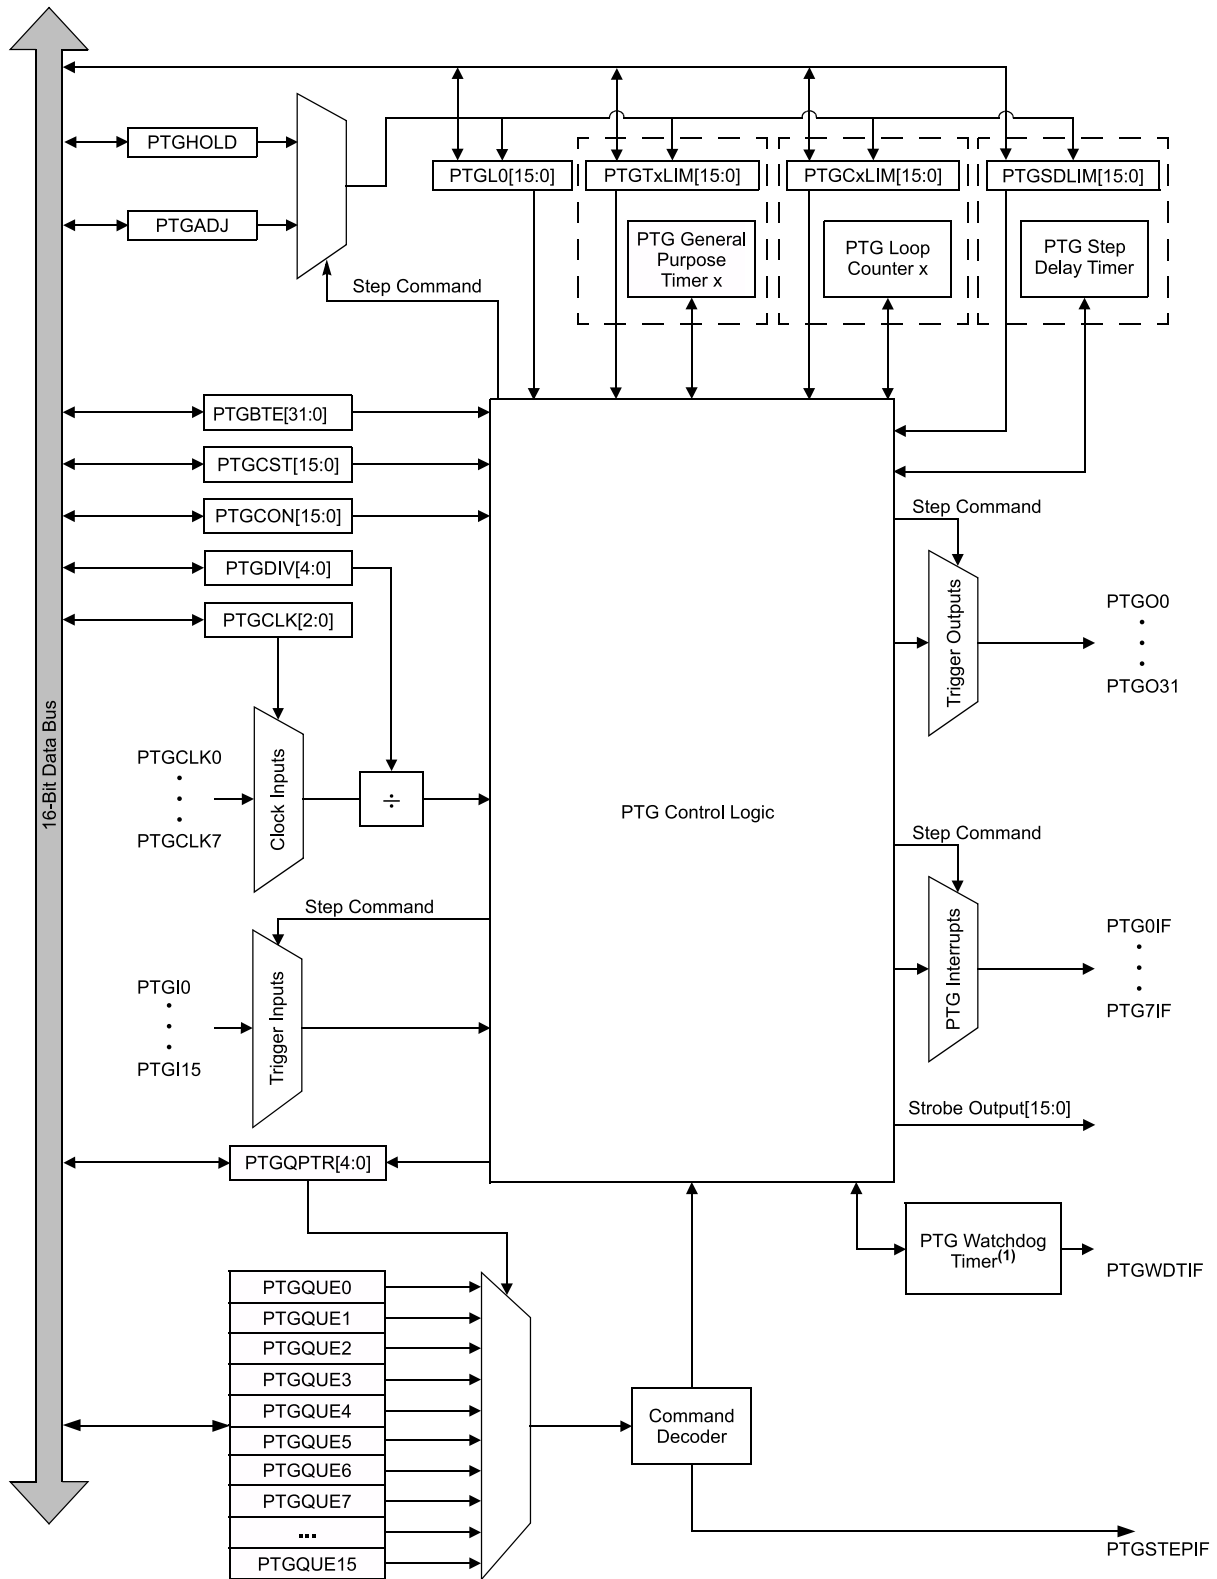 PTGHOLD
PTGADJ
PTGL0[15:0]
PTGTxLIM[15:0]
PTGCxLIM[15:0]
PTGSDLIM[15:0]
PTG General
Purpose
Timer x
PTG Loop
Counter x
PTG Step
Delay Timer
Step Command
PTGBTE[31:0]
PTGCST[15:0]
PTGCON[15:0]
PTGDIV[4:0]
PTGCLK[2:0]
16-Bit Data Bus
PTGCLK0
PTGCLK7
Clock Inputs
÷
PTG Control Logic
Step Command
Trigger Outputs
PTGO0
PTGO31
Step Command
PTG Interrupts
PTG0IF
PTG7IF
Step Command
PTGI0
PTGI15
Trigger Inputs
Strobe Output[15:0]
PTGQPTR[4:0]
PTG Watchdog
Timer(1)
PTGWDTIF
PTGQUE0
PTGQUE1
PTGQUE2
PTGQUE3
PTGQUE4
PTGQUE5
PTGQUE6
PTGQUE7
...
PTGQUE15
Command
Decoder
PTGSTEPIF